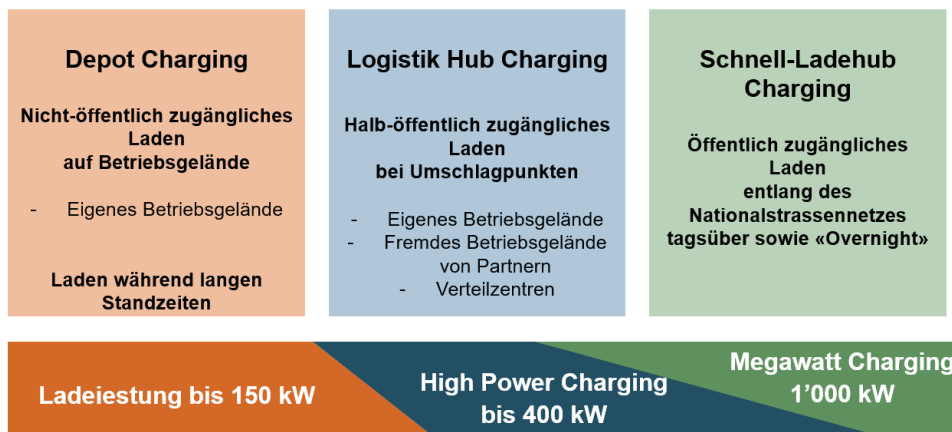 Depot Charging
Nicht-öffentlich zugängliches
Laden
auf Betriebsgelände
- Eigenes Betriebsgelände
Laden während langen
Standzeiten
Logistik Hub Charging
Halb-öffentlich zugängliches
Laden
bei Umschlagpunkten
- Eigenes Betriebsgelände
- Fremdes Betriebsgelände
von Partnern
- Verteilzentren
Schnell-Ladehub
Charging
Öffentlich zugängliches
Laden
entlang des
Nationalstrassennetzes
tagsüber sowie «Overnight»
Ladeiestung bis 150 kW
High Power Charging
bis 400 kW
Megawatt Charging
1’000 kW